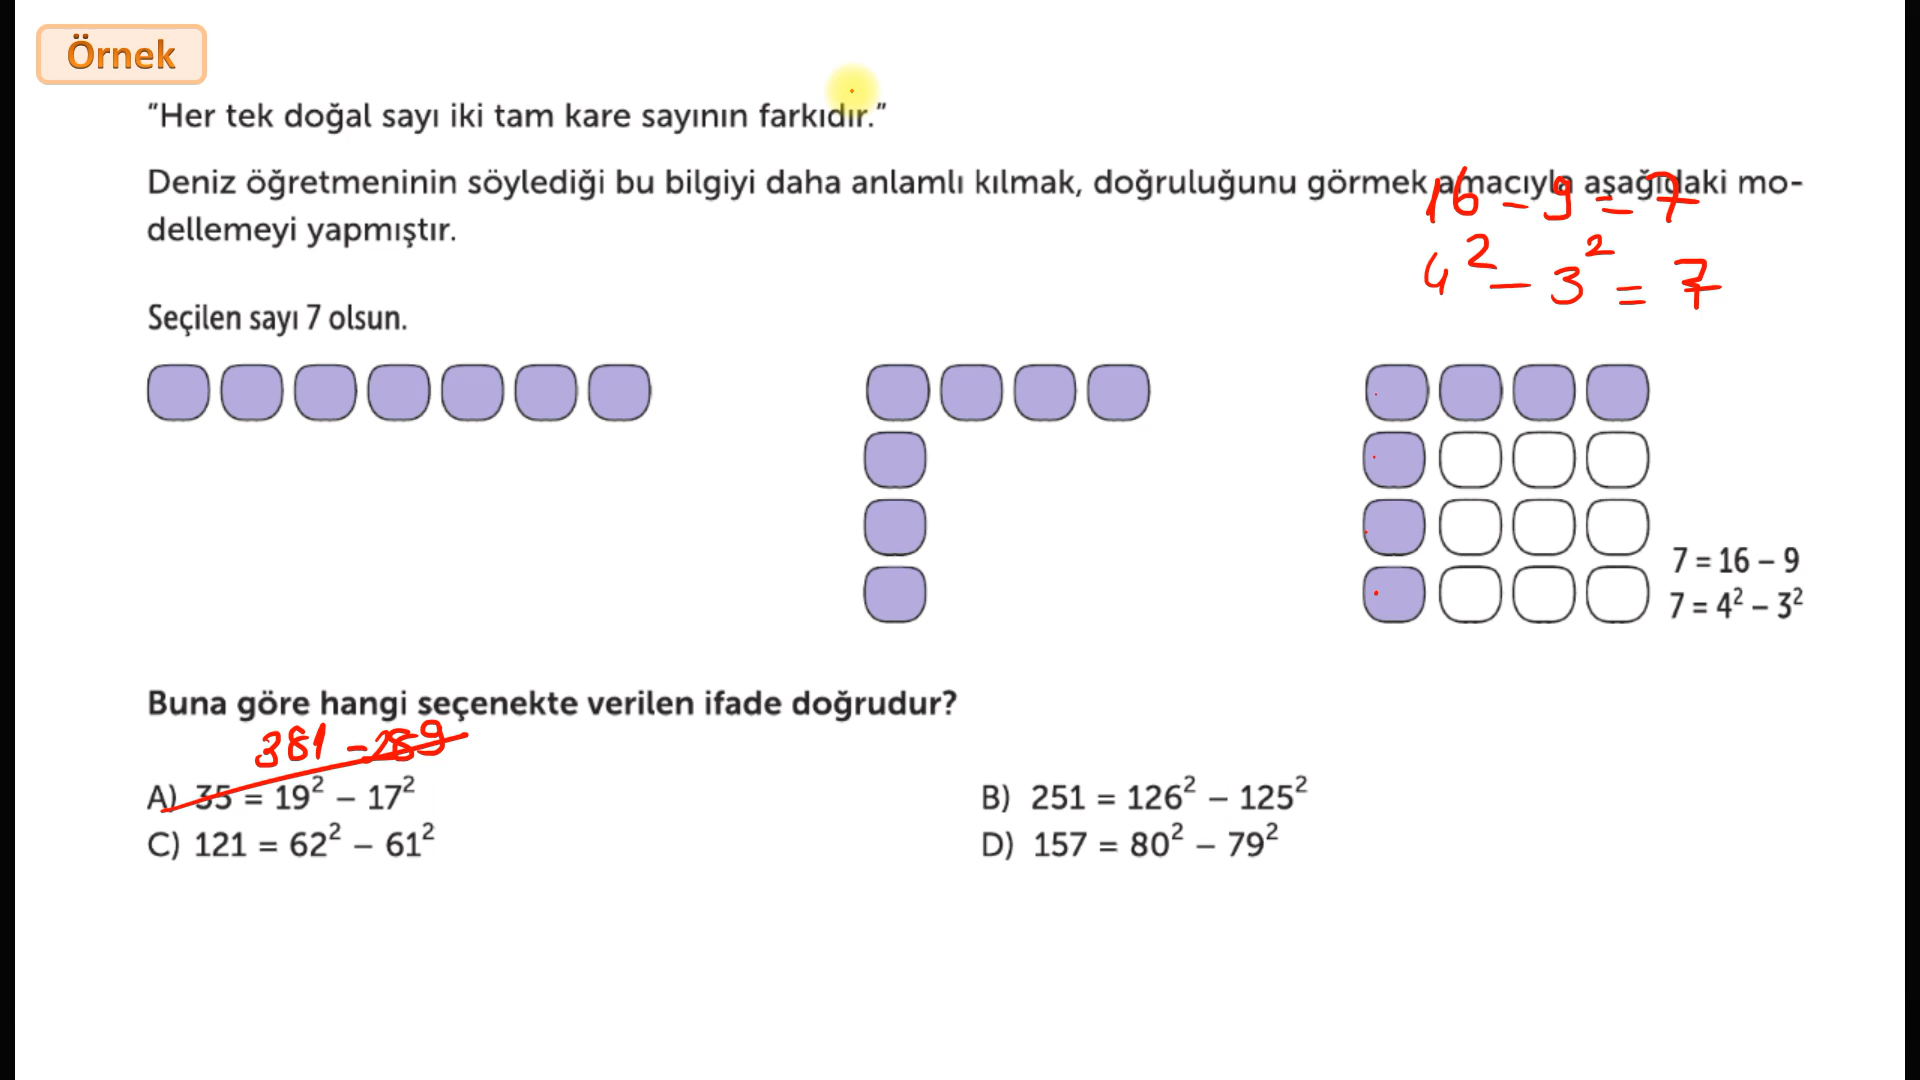 Örnek
"Her tek doğal sayı iki tam kare sayının farkıdır."
Deniz öğretmeninin söylediği bu bilgiyi daha anlamlı kılmak, doğruluğunu görmek amacıyla aşağıdaki mo-
dellemeyi yapmıştır.
16 - 9 = 7
4² - 3² = 7
Seçilen sayı 7 olsun.
7 = 16 – 9
7 = 4² – 3²
Buna göre hangi seçenekte verilen ifade doğrudur?
381 - 289
A) 35 = 19² – 17²
B) 251 = 126² – 125²
C) 121 = 62² – 61²
D) 157 = 80² – 79²